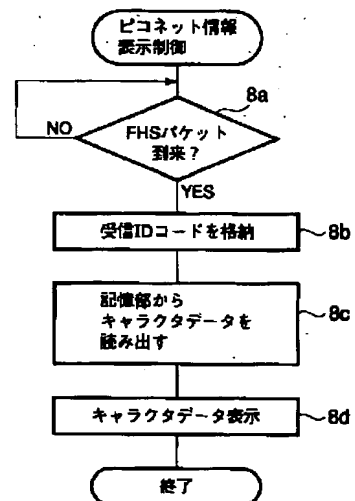 ピコネット情報
表示制御
8a
NO
FHSパケット
到来?
YES
受信IDコードを格納
8b
記憶部から
キャラクタデータを
読み出す
8c
キャラクタデータ表示
8d
終了